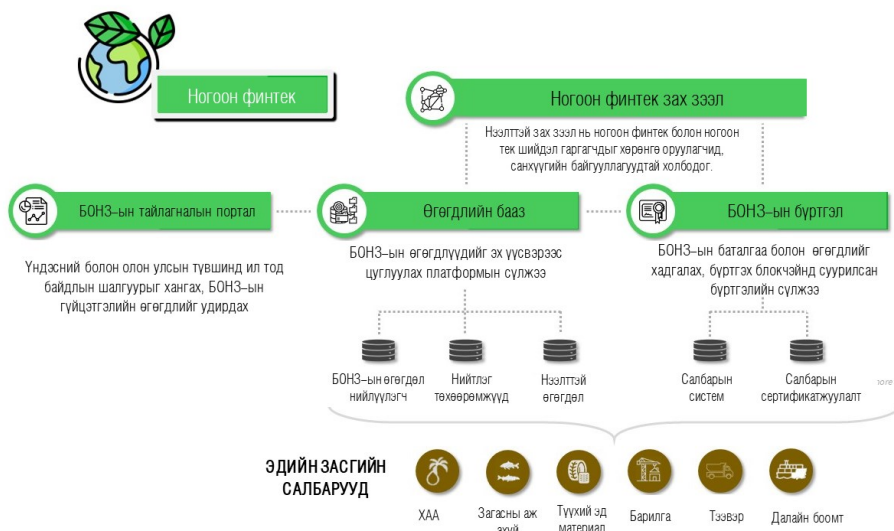 Ногоон финтек
Ногоон финтек зах зээл
Нээлттэй зах зээл нь ногоон финтек болон ногоон
тек шийдэл гаргагчдыг хөрөнгө оруулагчид,
санхүүгийн байгууллагуудтай холбодог.
БОНЗ–ын тайлагналын портал
Өгөгдлийн бааз
БОНЗ–ын бүртгэл
Үндэсний болон олон улсын түвшинд ил тод
байдлын шалгуурыг хангах, БОНЗ–ын
гүйцэтгэлийн өгөгдлийг удирдах
БОНЗ–ын өгөгдлүүдийг эх үүсвэрээс
цуглуулах платформын сүлжээ
БОНЗ–ын баталгаа болон өгөгдлийг
хадгалах, бүртгэх блокчэйнд суурилсан
бүртгэлийн сүлжээ
БОНЗ–ын өгөгдөл
нийлүүлэгч
Нийтлэг
төхөөрөмжүүд
Нээлттэй
өгөгдөл
Салбарын
систем
Салбарын
сертификатжуулалт
more
ЭДИЙН ЗАСГИЙН
САЛБАРУУД
ХАА
Загасны аж
ахуй
Түүхий эд
материал
Барилга
Тээвэр
Далайн боомт